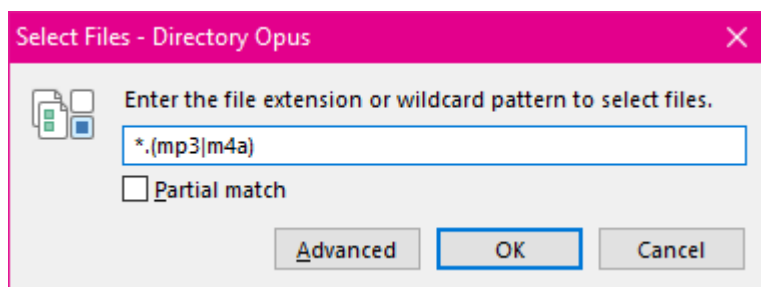 Select Files - Directory Opus
Enter the file extension or wildcard pattern to select files.
*.(mp3|m4a)
Partial match
Advanced OK Cancel